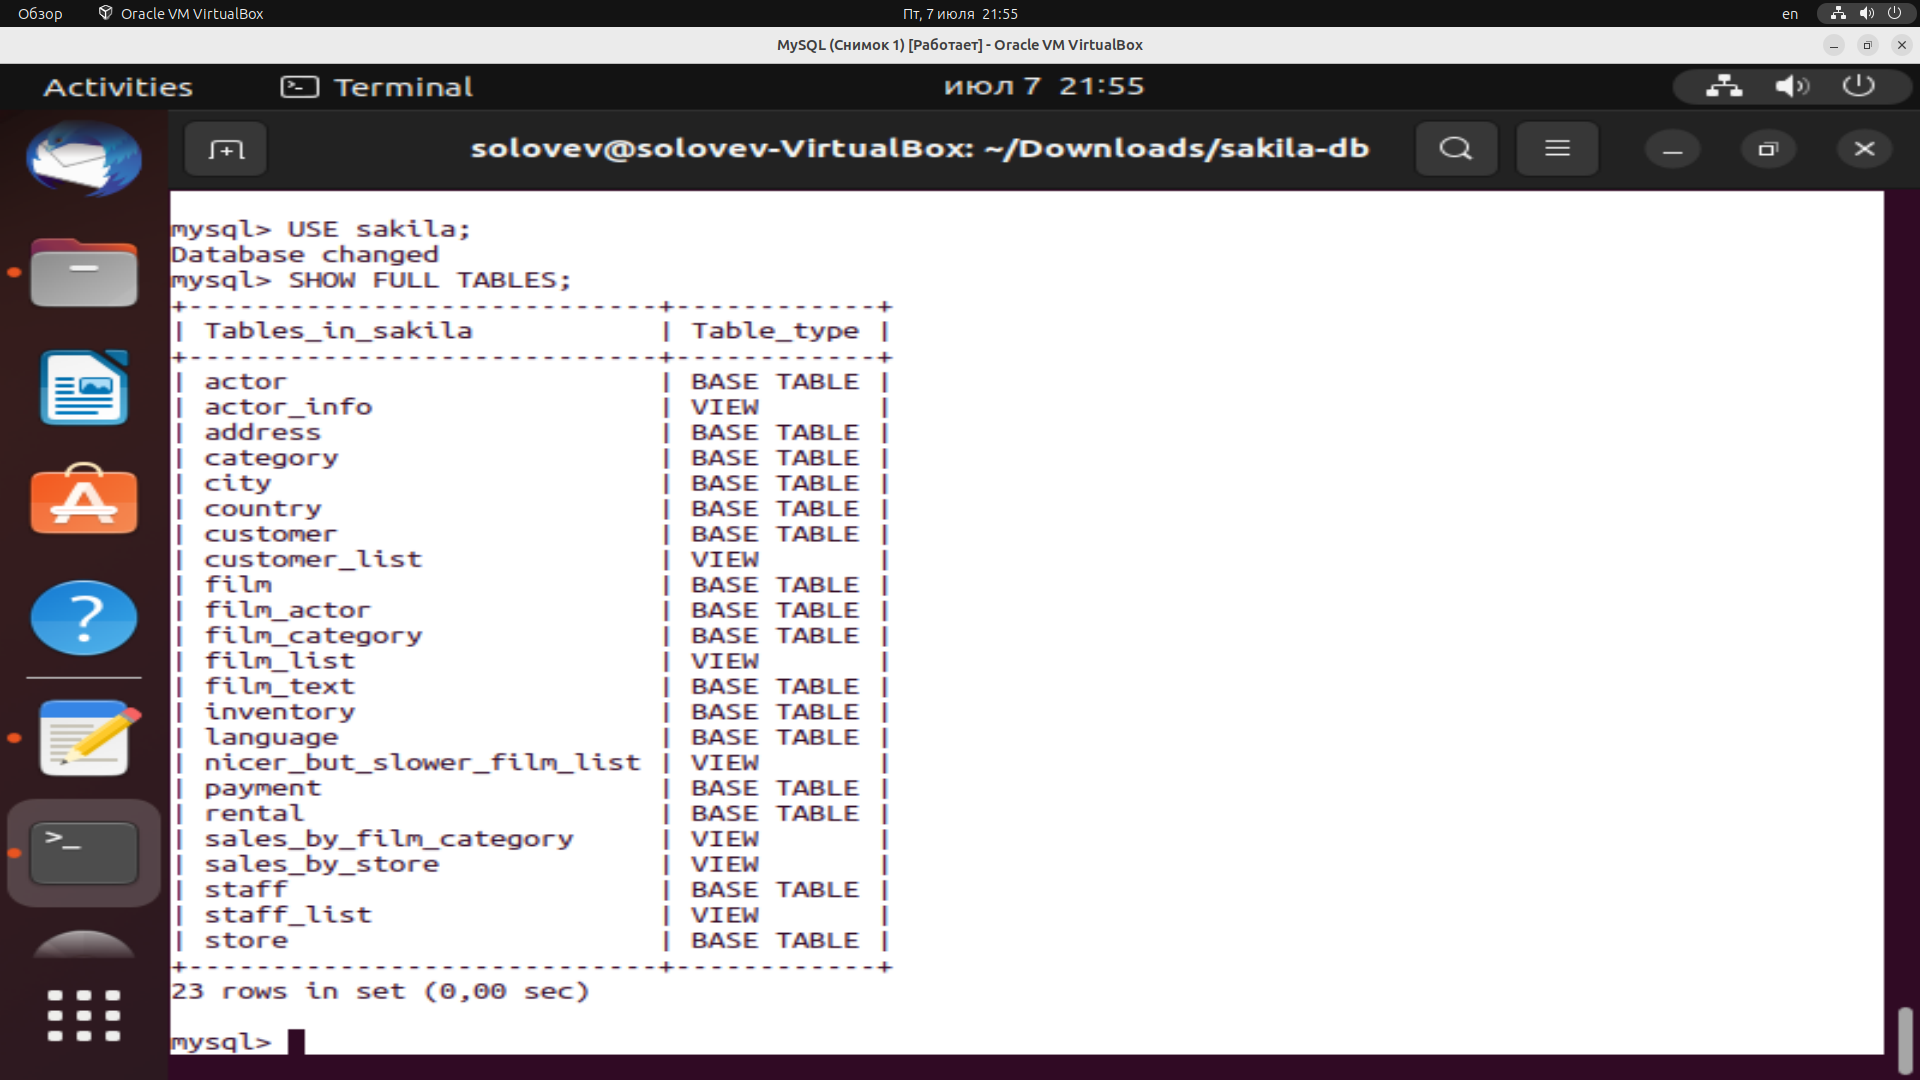 Обзор Oracle VM VirtualBox Пт, 7 июля 21:55 en
MySQL (Снимок 1) [Работает] - Oracle VM VirtualBox
Activities Terminal июл 7 21:55
solovev@solovev-VirtualBox: ~/Downloads/sakila-db
mysql> USE sakila;
Database changed
mysql> SHOW FULL TABLES;
+----------------------------+------------+
| Tables_in_sakila           | Table_type |
+----------------------------+------------+
| actor                      | BASE TABLE |
| actor_info                 | VIEW       |
| address                    | BASE TABLE |
| category                   | BASE TABLE |
| city                       | BASE TABLE |
| country                    | BASE TABLE |
| customer                   | BASE TABLE |
| customer_list              | VIEW       |
| film                       | BASE TABLE |
| film_actor                 | BASE TABLE |
| film_category              | BASE TABLE |
| film_list                  | VIEW       |
| film_text                  | BASE TABLE |
| inventory                  | BASE TABLE |
| language                   | BASE TABLE |
| nicer_but_slower_film_list | VIEW       |
| payment                    | BASE TABLE |
| rental                     | BASE TABLE |
| sales_by_film_category     | VIEW       |
| sales_by_store             | VIEW       |
| staff                      | BASE TABLE |
| staff_list                 | VIEW       |
| store                      | BASE TABLE |
+----------------------------+------------+
23 rows in set (0,00 sec)
mysql>